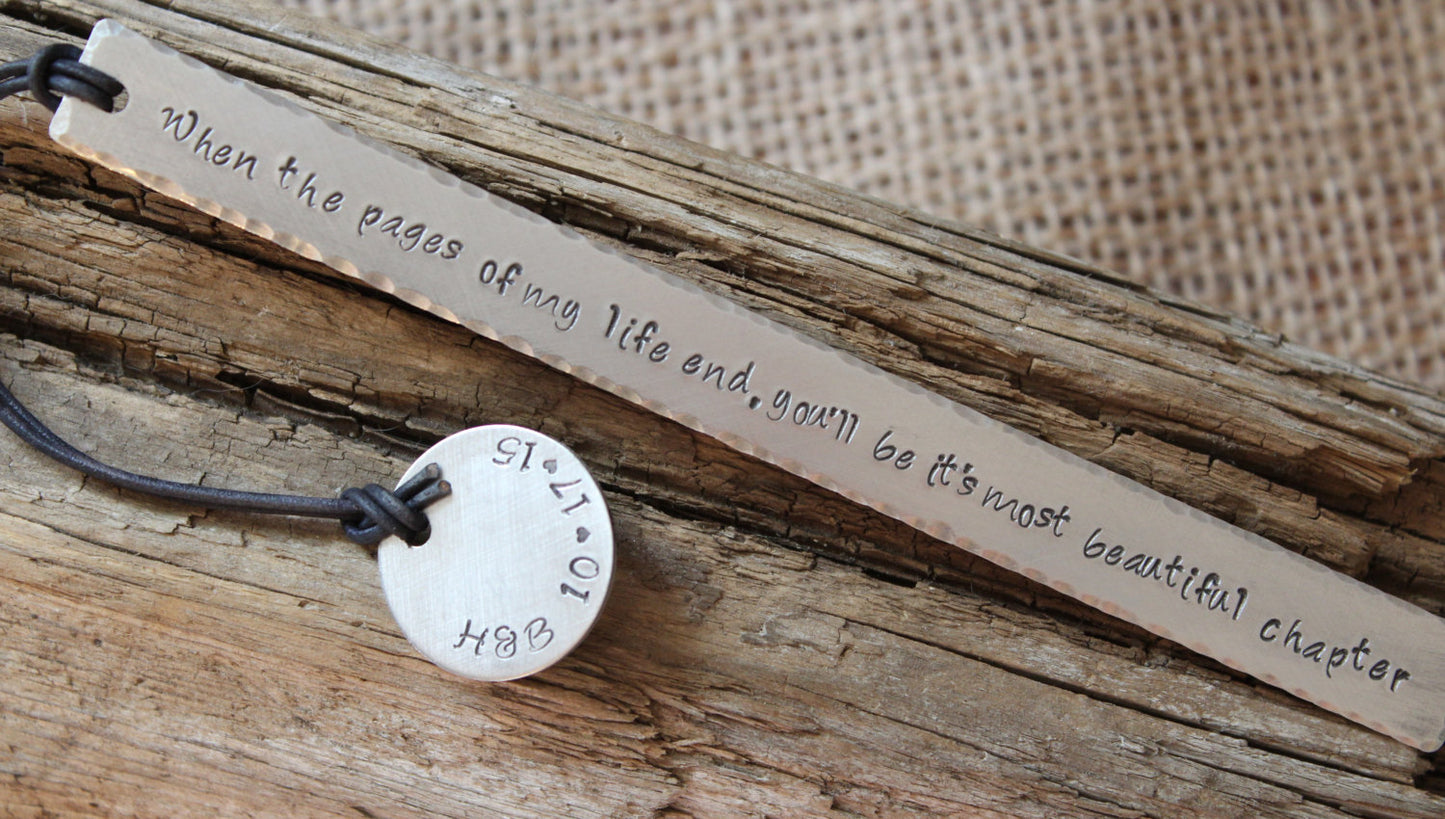 When the pages of my life end, you'll be it's most beautiful chapter
H&B
10 ♥ 17 ♥ 15